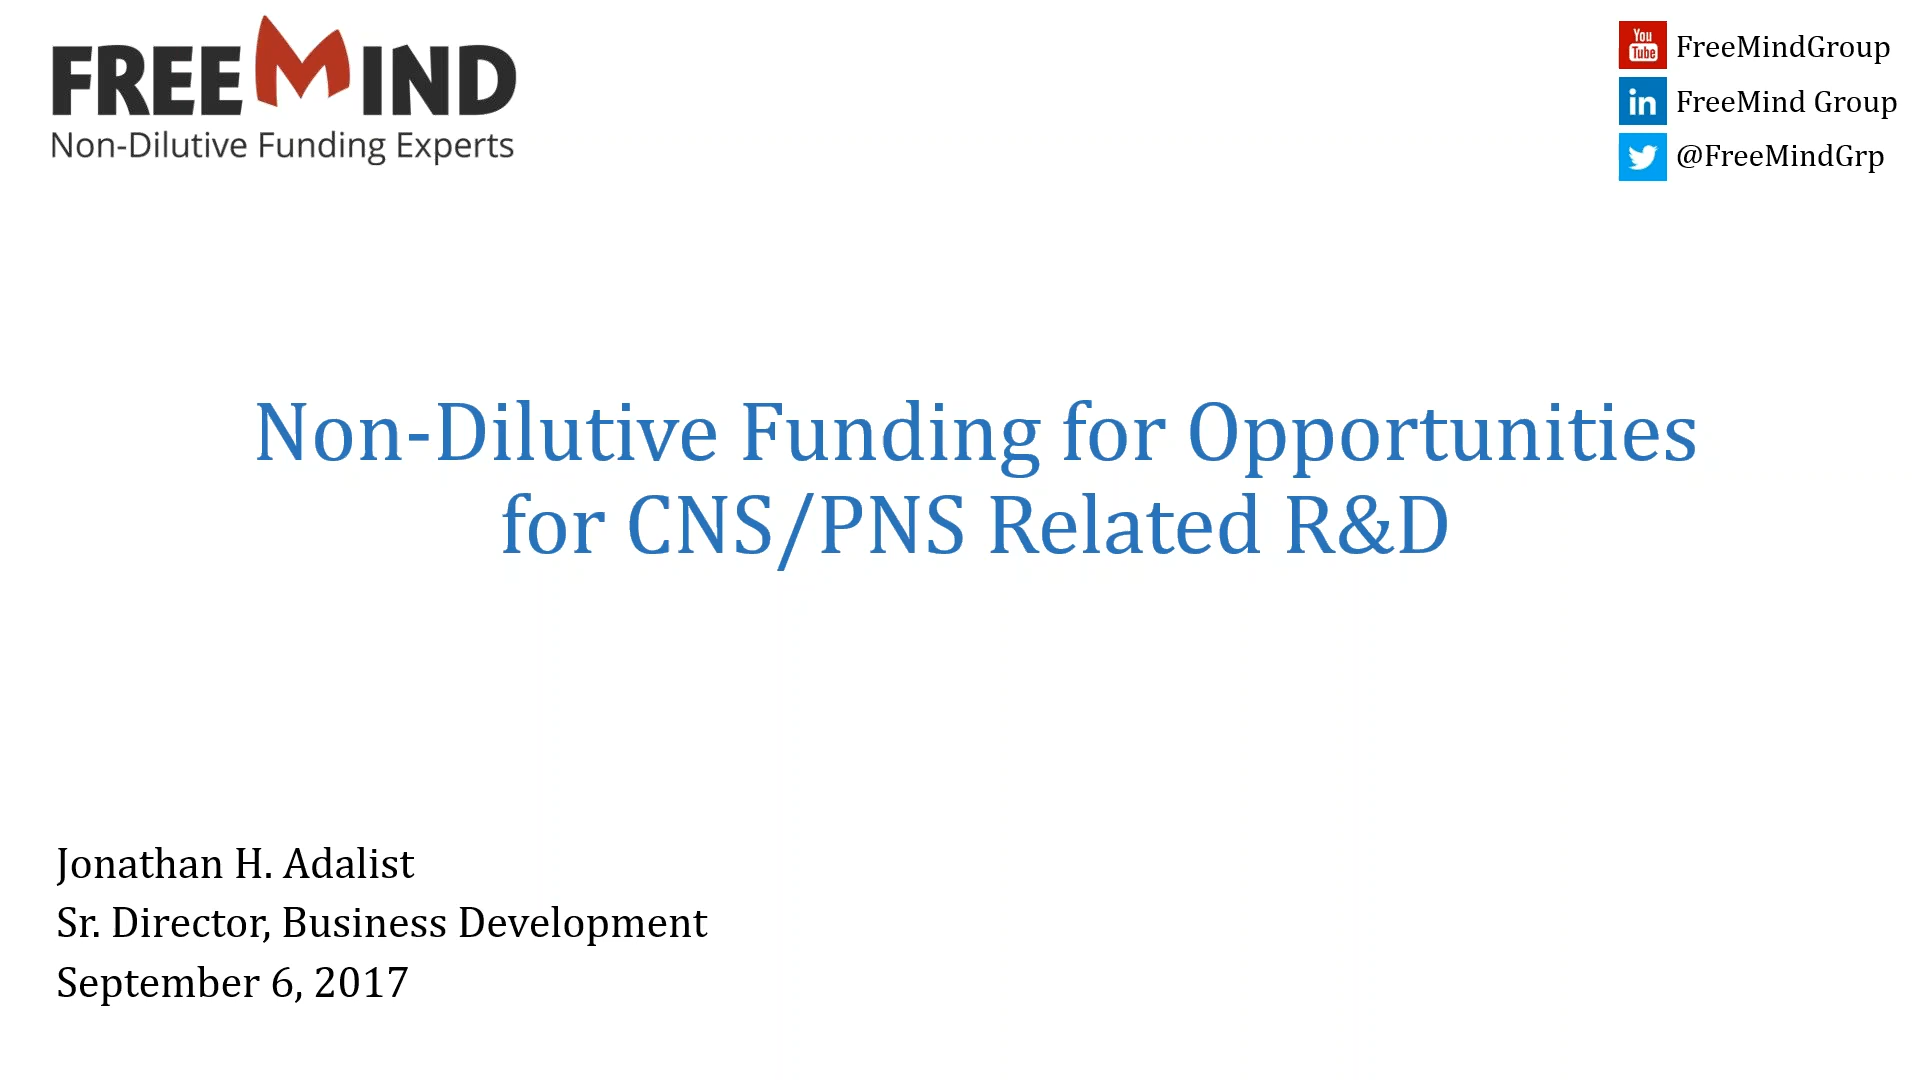 FREEMIND
Non-Dilutive Funding Experts
You
Tube
FreeMindGroup
in
FreeMind Group
@FreeMindGrp
Non-Dilutive Funding for Opportunities
for CNS/PNS Related R&D
Jonathan H. Adalist
Sr. Director, Business Development
September 6, 2017